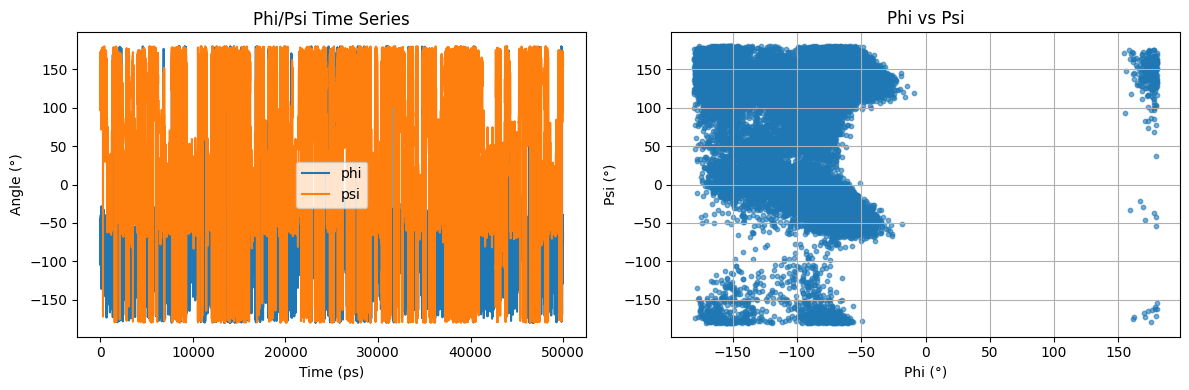 Phi/Psi Time Series
Angle (°)
150
100
50
0
−50
−100
−150
phi
psi
0 10000 20000 30000 40000 50000
Time (ps)
Phi vs Psi
Psi (°)
150
100
50
0
−50
−100
−150
−150 −100 −50 0 50 100 150
Phi (°)